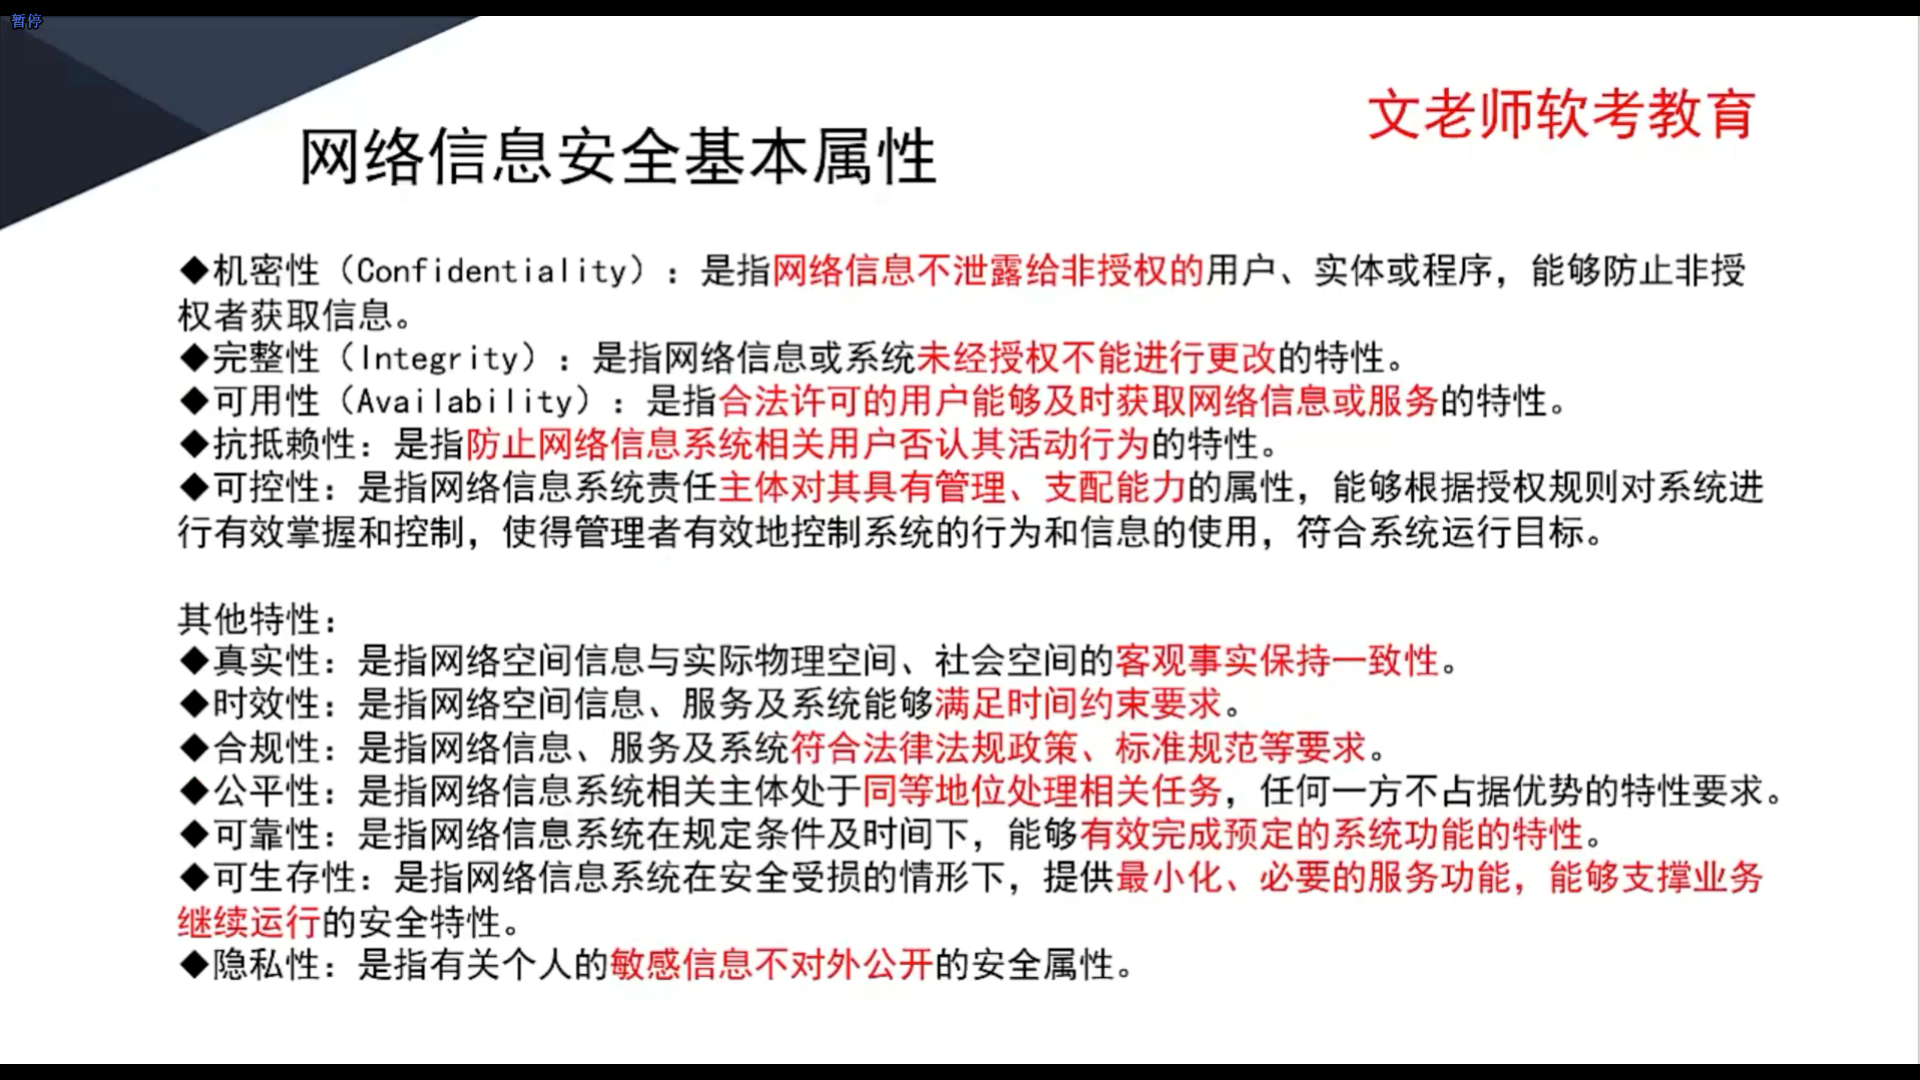 暂停
文老师软考教育
网络信息安全基本属性
◆机密性（Confidentiality）：是指网络信息不泄露给非授权的用户、实体或程序，能够防止非授
权者获取信息。
◆完整性（Integrity）：是指网络信息或系统未经授权不能进行更改的特性。
◆可用性（Availability）：是指合法许可的用户能够及时获取网络信息或服务的特性。
◆抗抵赖性：是指防止网络信息系统相关用户否认其活动行为的特性。
◆可控性：是指网络信息系统责任主体对其具有管理、支配能力的属性，能够根据授权规则对系统进
行有效掌握和控制，使得管理者有效地控制系统的行为和信息的使用，符合系统运行目标。
其他特性：
◆真实性：是指网络空间信息与实际物理空间、社会空间的客观事实保持一致性。
◆时效性：是指网络空间信息、服务及系统能够满足时间约束要求。
◆合规性：是指网络信息、服务及系统符合法律法规政策、标准规范等要求。
◆公平性：是指网络信息系统相关主体处于同等地位处理相关任务，任何一方不占据优势的特性要求。
◆可靠性：是指网络信息系统在规定条件及时间下，能够有效完成预定的系统功能的特性。
◆可生存性：是指网络信息系统在安全受损的情形下，提供最小化、必要的服务功能，能够支撑业务
继续运行的安全特性。
◆隐私性：是指有关个人的敏感信息不对外公开的安全属性。